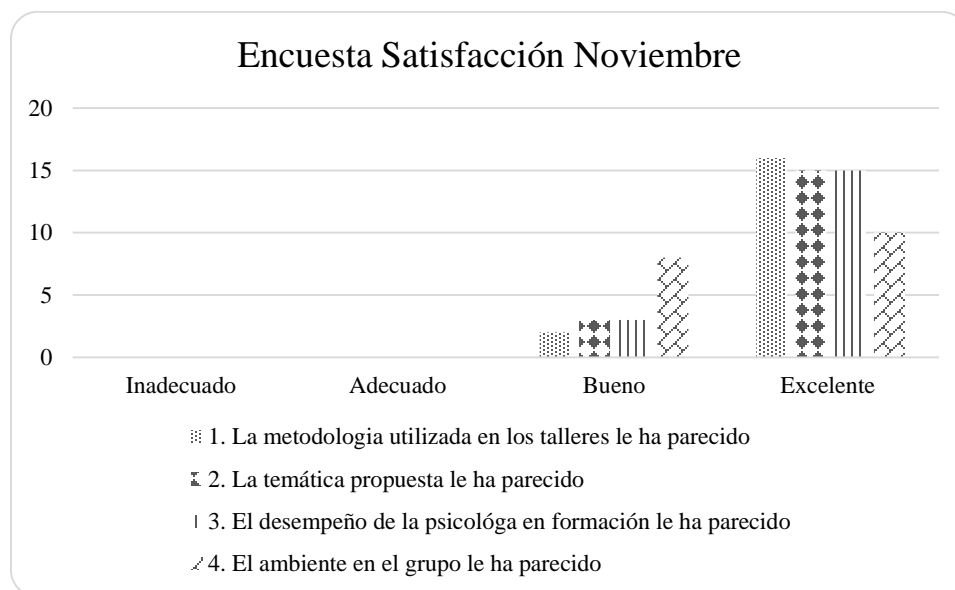 Encuesta Satisfacción Noviembre
20
15
10
5
0
Inadecuado Adecuado Bueno Excelente
1. La metodologia utilizada en los talleres le ha parecido
2. La temática propuesta le ha parecido
3. El desempeño de la psicológa en formación le ha parecido
4. El ambiente en el grupo le ha parecido